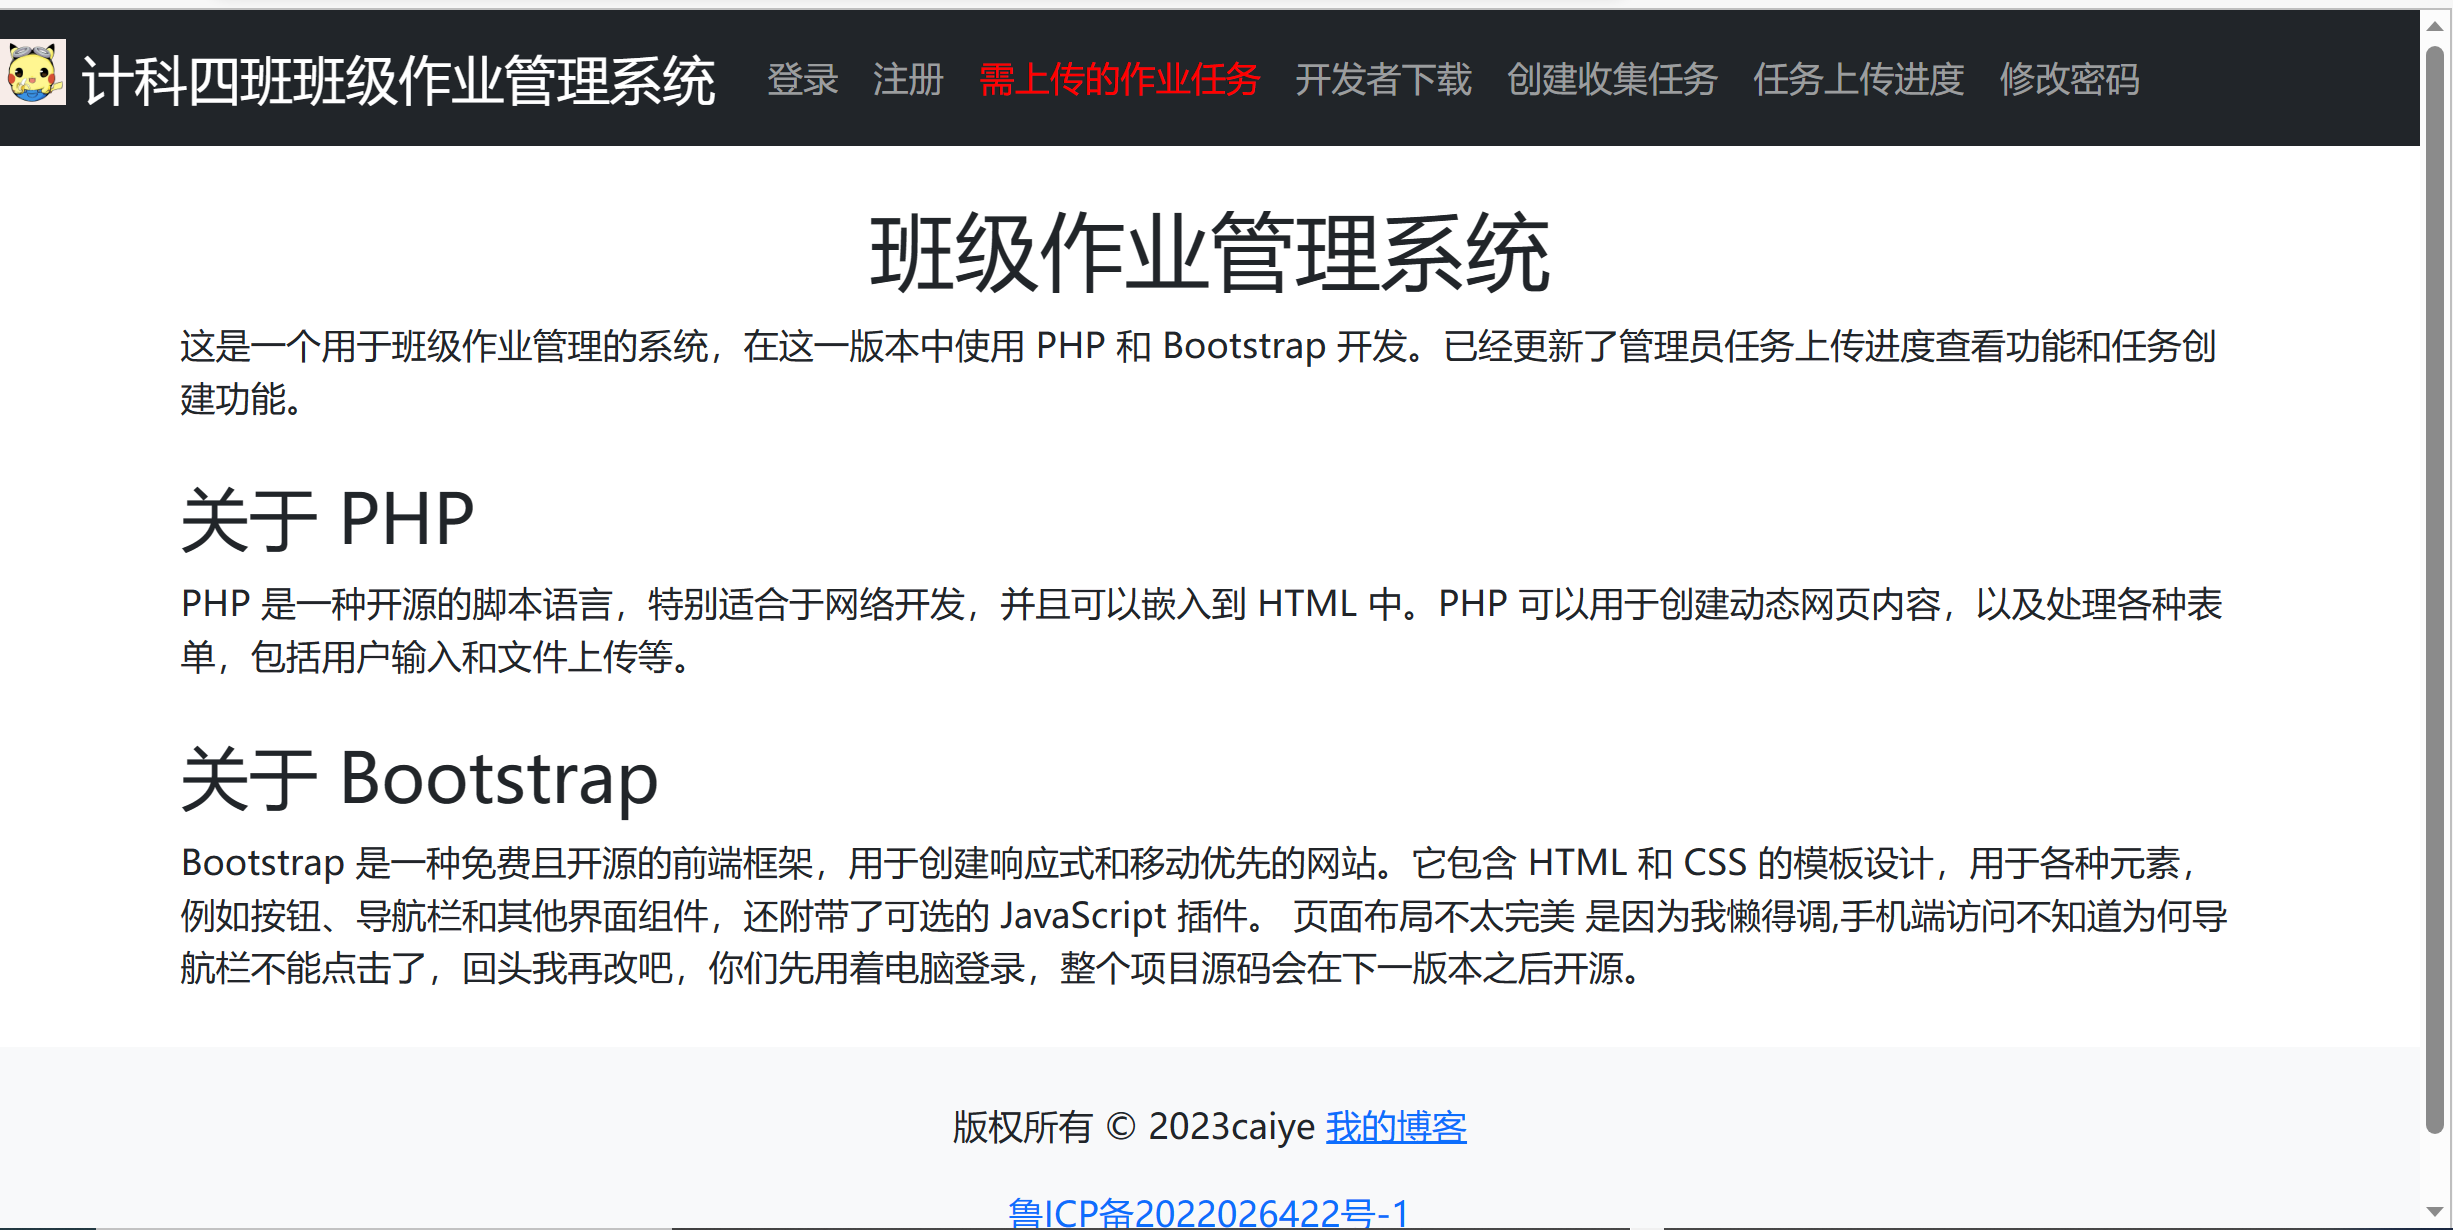 计科四班班级作业管理系统 登录 注册 需上传的作业任务 开发者下载 创建收集任务 任务上传进度 修改密码
班级作业管理系统
这是一个用于班级作业管理的系统，在这一版本中使用 PHP 和 Bootstrap 开发。已经更新了管理员任务上传进度查看功能和任务创
建功能。
关于 PHP
PHP 是一种开源的脚本语言，特别适合于网络开发，并且可以嵌入到 HTML 中。PHP 可以用于创建动态网页内容，以及处理各种表
单，包括用户输入和文件上传等。
关于 Bootstrap
Bootstrap 是一种免费且开源的前端框架，用于创建响应式和移动优先的网站。它包含 HTML 和 CSS 的模板设计，用于各种元素，
例如按钮、导航栏和其他界面组件，还附带了可选的 JavaScript 插件。 页面布局不太完美 是因为我懒得调,手机端访问不知道为何导
航栏不能点击了，回头我再改吧，你们先用着电脑登录，整个项目源码会在下一版本之后开源。
版权所有 © 2023caiye 我的博客
鲁ICP备2022026422号-1